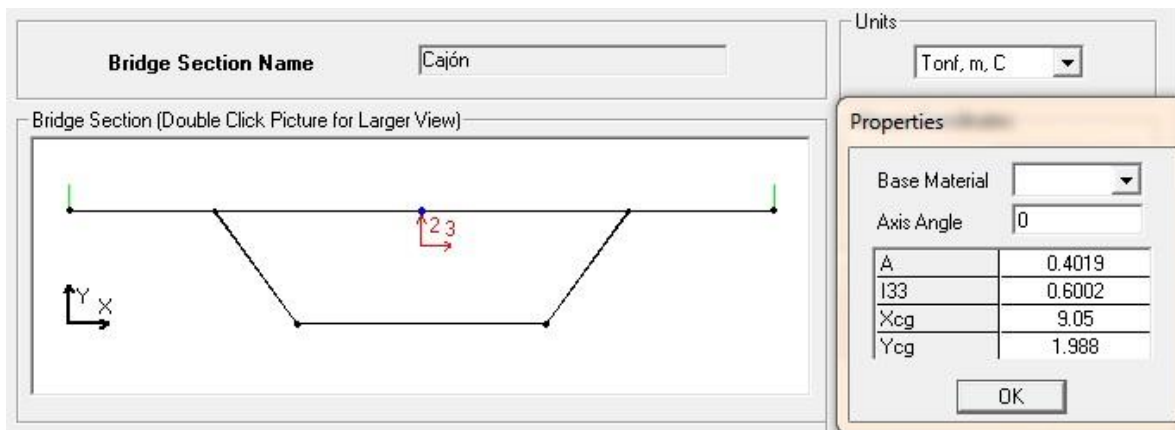 Bridge Section Name
Cajón
Units
Tonf, m, C
Bridge Section (Double Click Picture for Larger View)
2 3
Y X
Properties
Base Material
Axis Angle 0
A 0.4019
I33 0.6002
Xcg 9.05
Ycg 1.988
OK